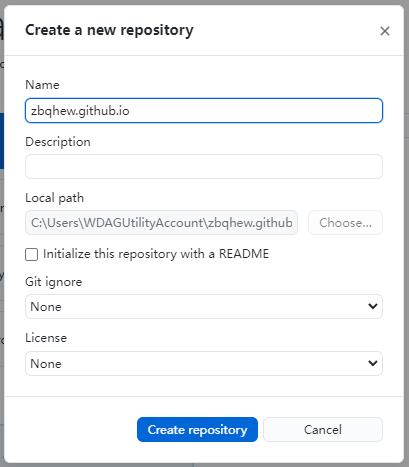 Create a new repository
Name
zbqhew.github.io
Description
Local path
C:\Users\WDAGUtilityAccount\zbqhew.github
Choose...
Initialize this repository with a README
Git ignore
None
License
None
Create repository
Cancel